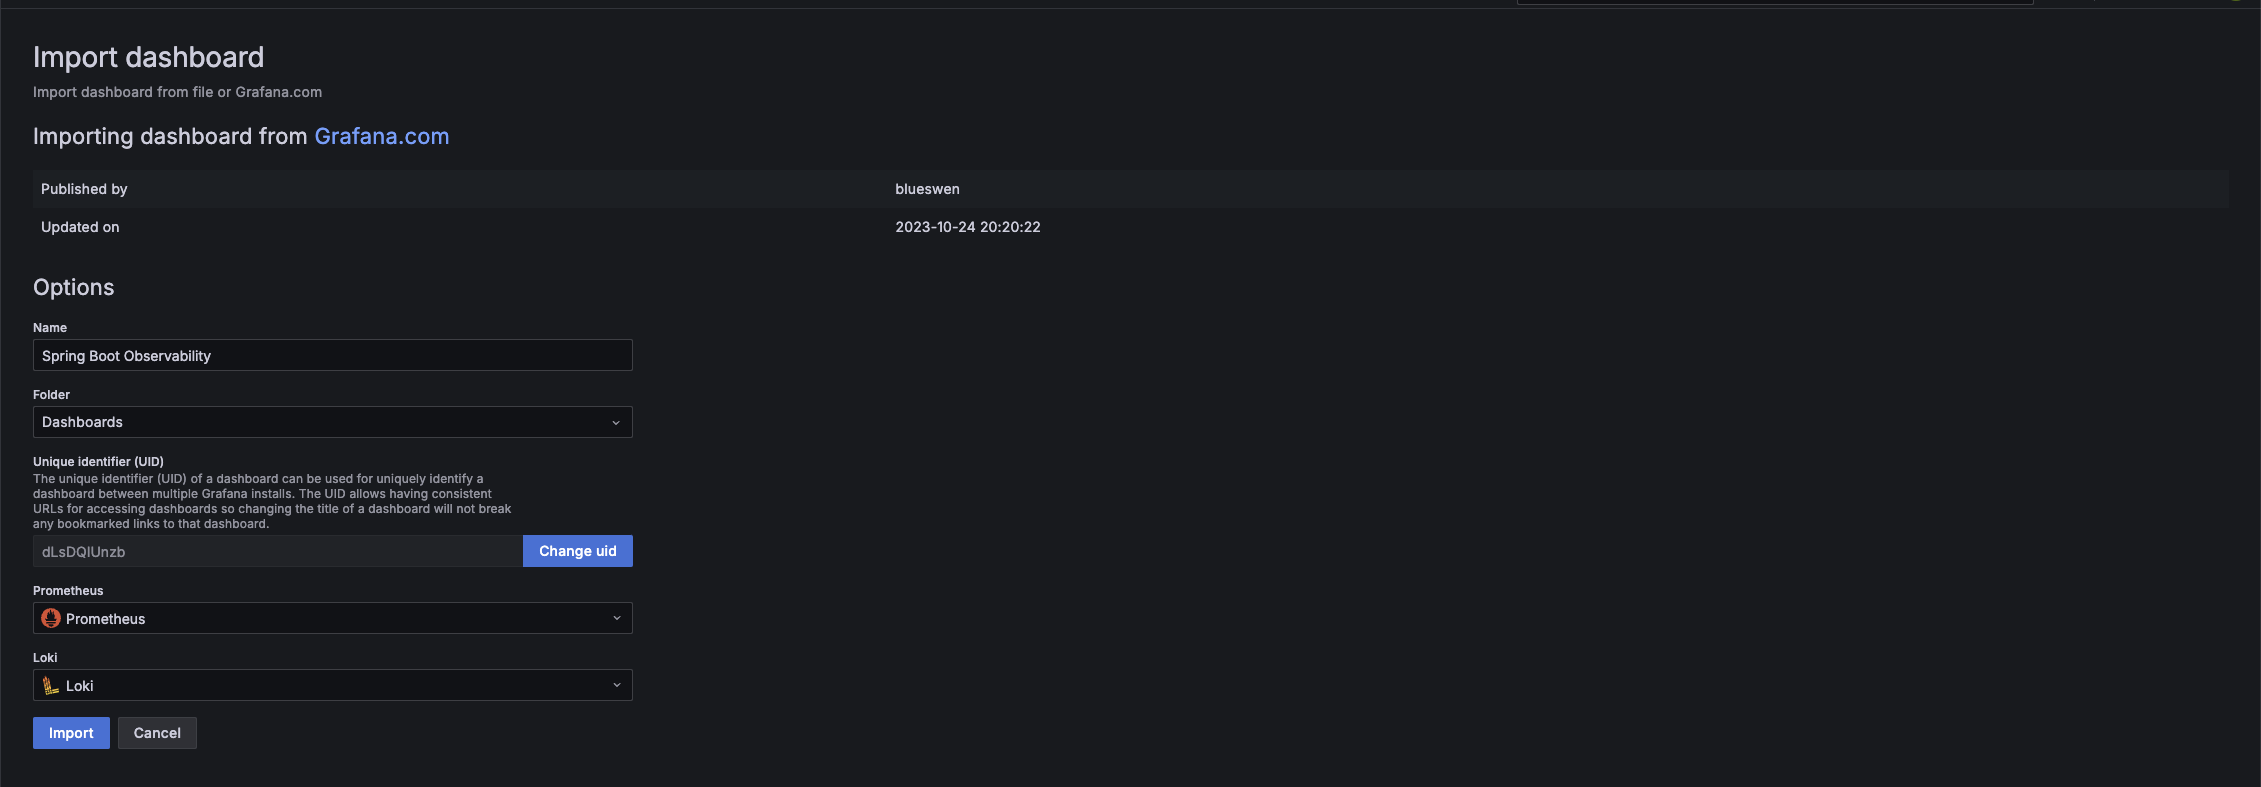 Import dashboard
Import dashboard from file or Grafana.com
Importing dashboard from Grafana.com
Published by blueswen
Updated on 2023-10-24 20:20:22
Options
Name
Spring Boot Observability
Folder
Dashboards
Unique identifier (UID)
The unique identifier (UID) of a dashboard can be used for uniquely identify a
dashboard between multiple Grafana installs. The UID allows having consistent
URLs for accessing dashboards so changing the title of a dashboard will not break
any bookmarked links to that dashboard.
dLsDQIUnzb Change uid
Prometheus
Prometheus
Loki
Loki
Import Cancel